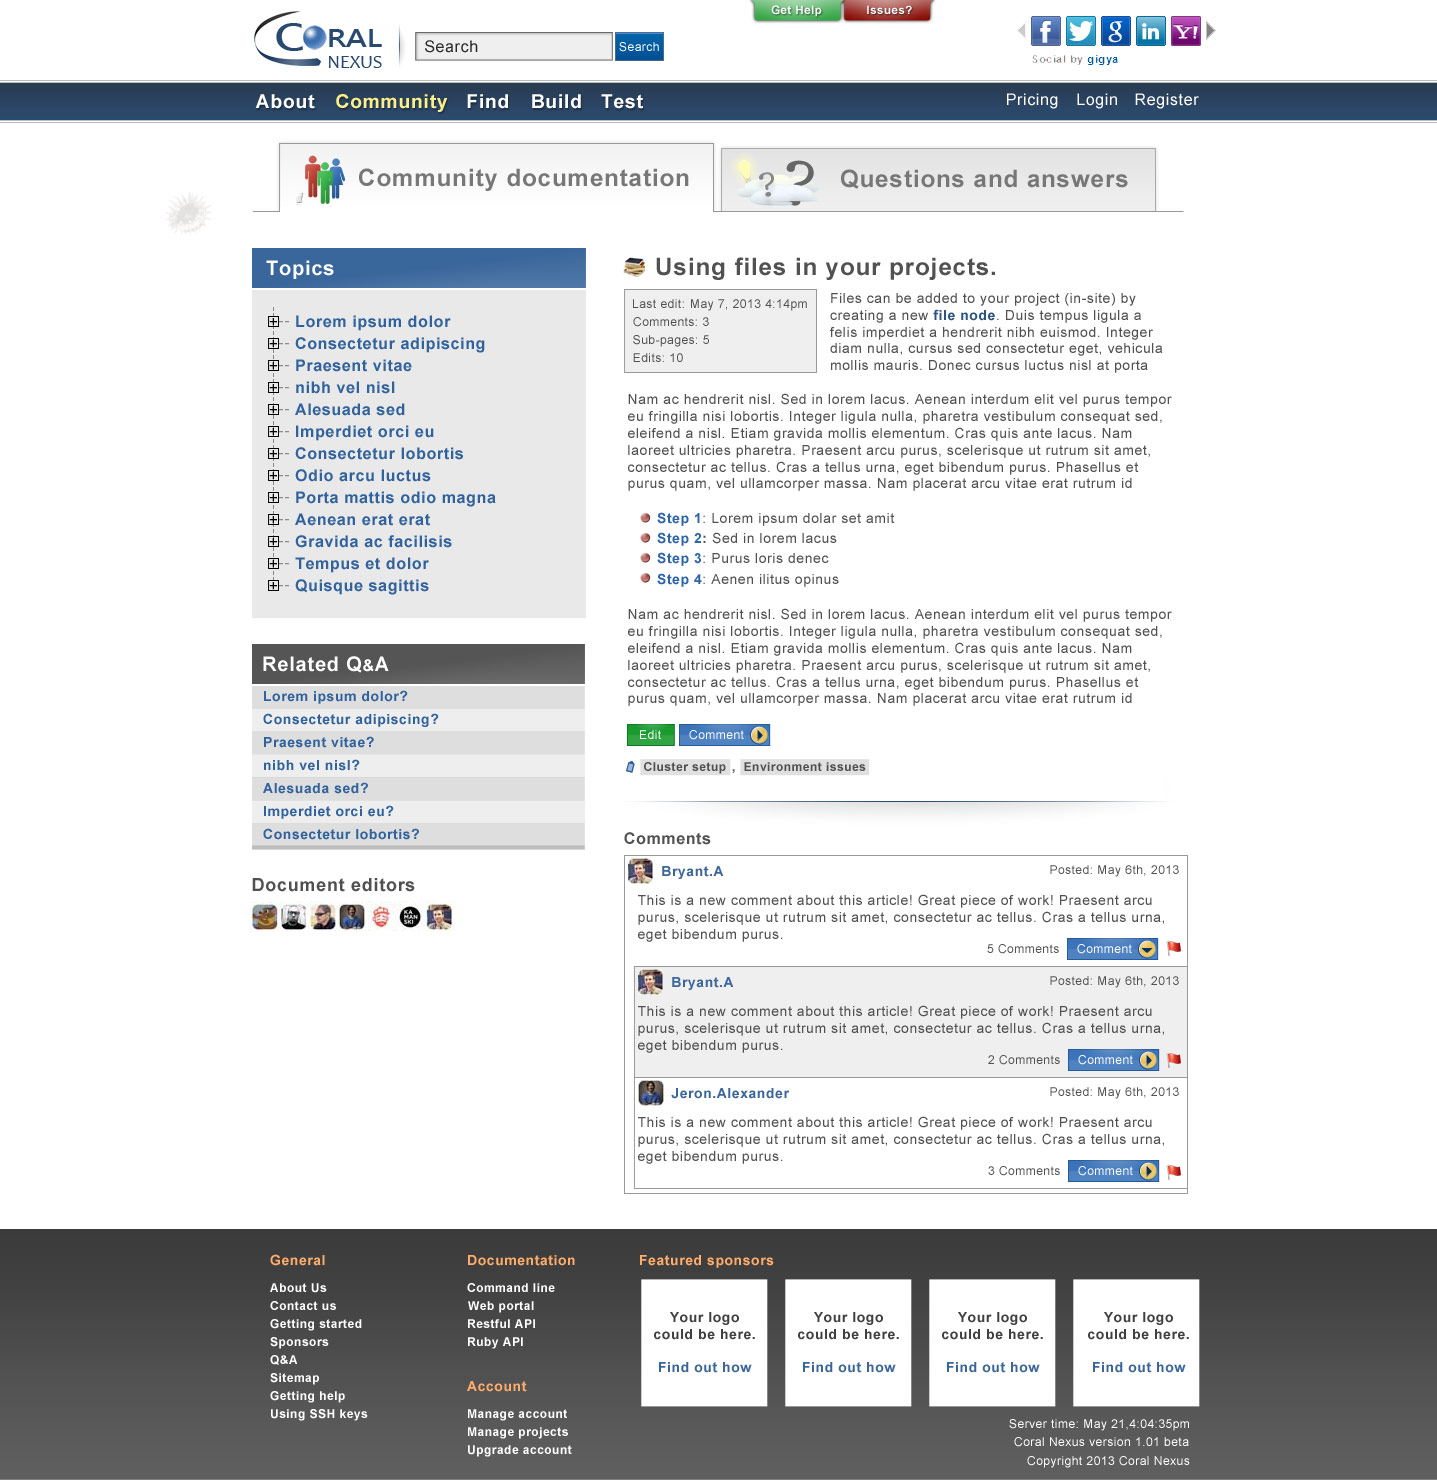 Get Help
Issues?
CORAL
NEXUS
Search
Search
f
g
in
Y!
Social by gigya
About
Community
Find
Build
Test
Pricing
Login
Register
Community documentation
? ?
Questions and answers
Topics
Lorem ipsum dolor
Consectetur adipiscing
Praesent vitae
nibh vel nisl
Alesuada sed
Imperdiet orci eu
Consectetur lobortis
Odio arcu luctus
Porta mattis odio magna
Aenean erat erat
Gravida ac facilisis
Tempus et dolor
Quisque sagittis
Related Q&A
Lorem ipsum dolor?
Consectetur adipiscing?
Praesent vitae?
nibh vel nisl?
Alesuada sed?
Imperdiet orci eu?
Consectetur lobortis?
Document editors
KA
MAN
SKI
Using files in your projects.
Last edit: May 7, 2013 4:14pm
Comments: 3
Sub-pages: 5
Edits: 10
Files can be added to your project (in-site) by
creating a new file node. Duis tempus ligula a
felis imperdiet a hendrerit nibh euismod. Integer
diam nulla, cursus sed consectetur eget, vehicula
mollis mauris. Donec cursus luctus nisl at porta
Nam ac hendrerit nisl. Sed in lorem lacus. Aenean interdum elit vel purus tempor
eu fringilla nisi lobortis. Integer ligula nulla, pharetra vestibulum consequat sed,
eleifend a nisl. Etiam gravida mollis elementum. Cras quis ante lacus. Nam
laoreet ultricies pharetra. Praesent arcu purus, scelerisque ut rutrum sit amet,
consectetur ac tellus. Cras a tellus urna, eget bibendum purus. Phasellus et
purus quam, vel ullamcorper massa. Nam placerat arcu vitae erat rutrum id
Step 1: Lorem ipsum dolar set amit
Step 2: Sed in lorem lacus
Step 3: Purus loris denec
Step 4: Aenen ilitus opinus
Nam ac hendrerit nisl. Sed in lorem lacus. Aenean interdum elit vel purus tempor
eu fringilla nisi lobortis. Integer ligula nulla, pharetra vestibulum consequat sed,
eleifend a nisl. Etiam gravida mollis elementum. Cras quis ante lacus. Nam
laoreet ultricies pharetra. Praesent arcu purus, scelerisque ut rutrum sit amet,
consectetur ac tellus. Cras a tellus urna, eget bibendum purus. Phasellus et
purus quam, vel ullamcorper massa. Nam placerat arcu vitae erat rutrum id
Edit
Comment
Cluster setup , Environment issues
Comments
Bryant.A
Posted: May 6th, 2013
This is a new comment about this article! Great piece of work! Praesent arcu
purus, scelerisque ut rutrum sit amet, consectetur ac tellus. Cras a tellus urna,
eget bibendum purus.
5 Comments
Comment
Bryant.A
Posted: May 6th, 2013
This is a new comment about this article! Great piece of work! Praesent arcu
purus, scelerisque ut rutrum sit amet, consectetur ac tellus. Cras a tellus urna,
eget bibendum purus.
2 Comments
Comment
Jeron.Alexander
Posted: May 6th, 2013
This is a new comment about this article! Great piece of work! Praesent arcu
purus, scelerisque ut rutrum sit amet, consectetur ac tellus. Cras a tellus urna,
eget bibendum purus.
3 Comments
Comment
General
About Us
Contact us
Getting started
Sponsors
Q&A
Sitemap
Getting help
Using SSH keys
Documentation
Command line
Web portal
Restful API
Ruby API
Account
Manage account
Manage projects
Upgrade account
Featured sponsors
Your logo
could be here.
Find out how
Your logo
could be here.
Find out how
Your logo
could be here.
Find out how
Your logo
could be here.
Find out how
Server time: May 21,4:04:35pm
Coral Nexus version 1.01 beta
Copyright 2013 Coral Nexus